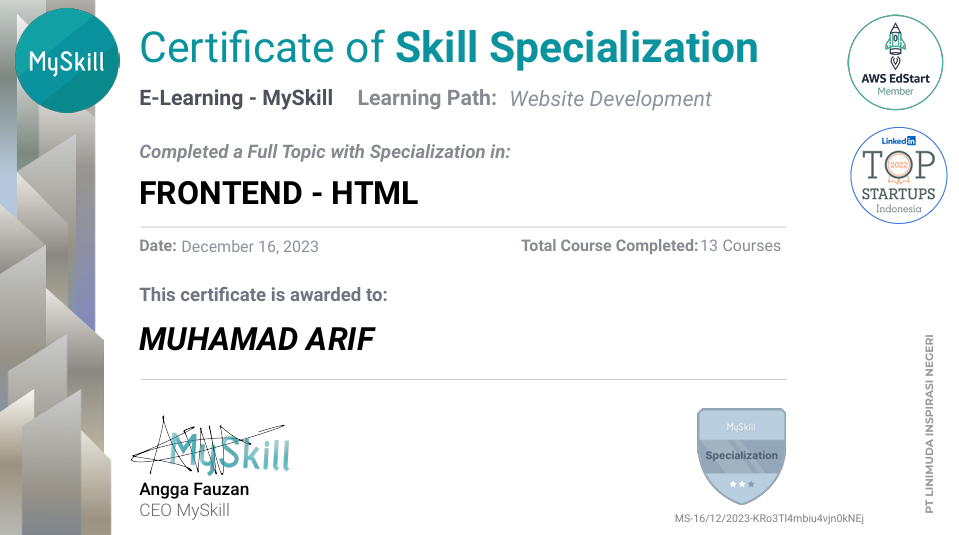 MySkill
Certificate of Skill Specialization
E-Learning - MySkill Learning Path: Website Development
Completed a Full Topic with Specialization in:
FRONTEND - HTML
Date: December 16, 2023 Total Course Completed: 13 Courses
This certificate is awarded to:
MUHAMAD ARIF
MySkill
Angga Fauzan
CEO MySkill
MySkill
Specialization
MS-16/12/2023-KRo3Tl4mbiu4vjn0kNEj
AWS EdStart
Member
LinkedIn
TOP
2022
STARTUPS
Indonesia
PT LINIMUDA INSPIRASI NEGERI